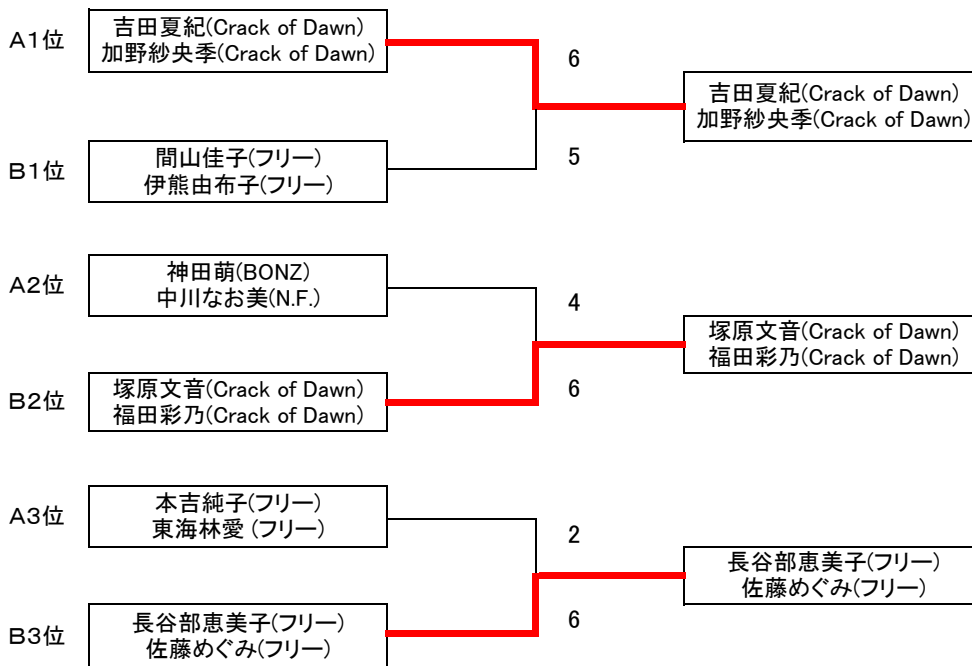 A1位
吉田夏紀(Crack of Dawn)
加野紗央季(Crack of Dawn)
6
吉田夏紀(Crack of Dawn)
加野紗央季(Crack of Dawn)
B1位
間山佳子(フリー)
伊熊由布子(フリー)
5
A2位
神田萌(BONZ)
中川なお美(N.F.)
4
塚原文音(Crack of Dawn)
福田彩乃(Crack of Dawn)
B2位
塚原文音(Crack of Dawn)
福田彩乃(Crack of Dawn)
6
A3位
本吉純子(フリー)
東海林愛 (フリー)
2
長谷部恵美子(フリー)
佐藤めぐみ(フリー)
B3位
長谷部恵美子(フリー)
佐藤めぐみ(フリー)
6